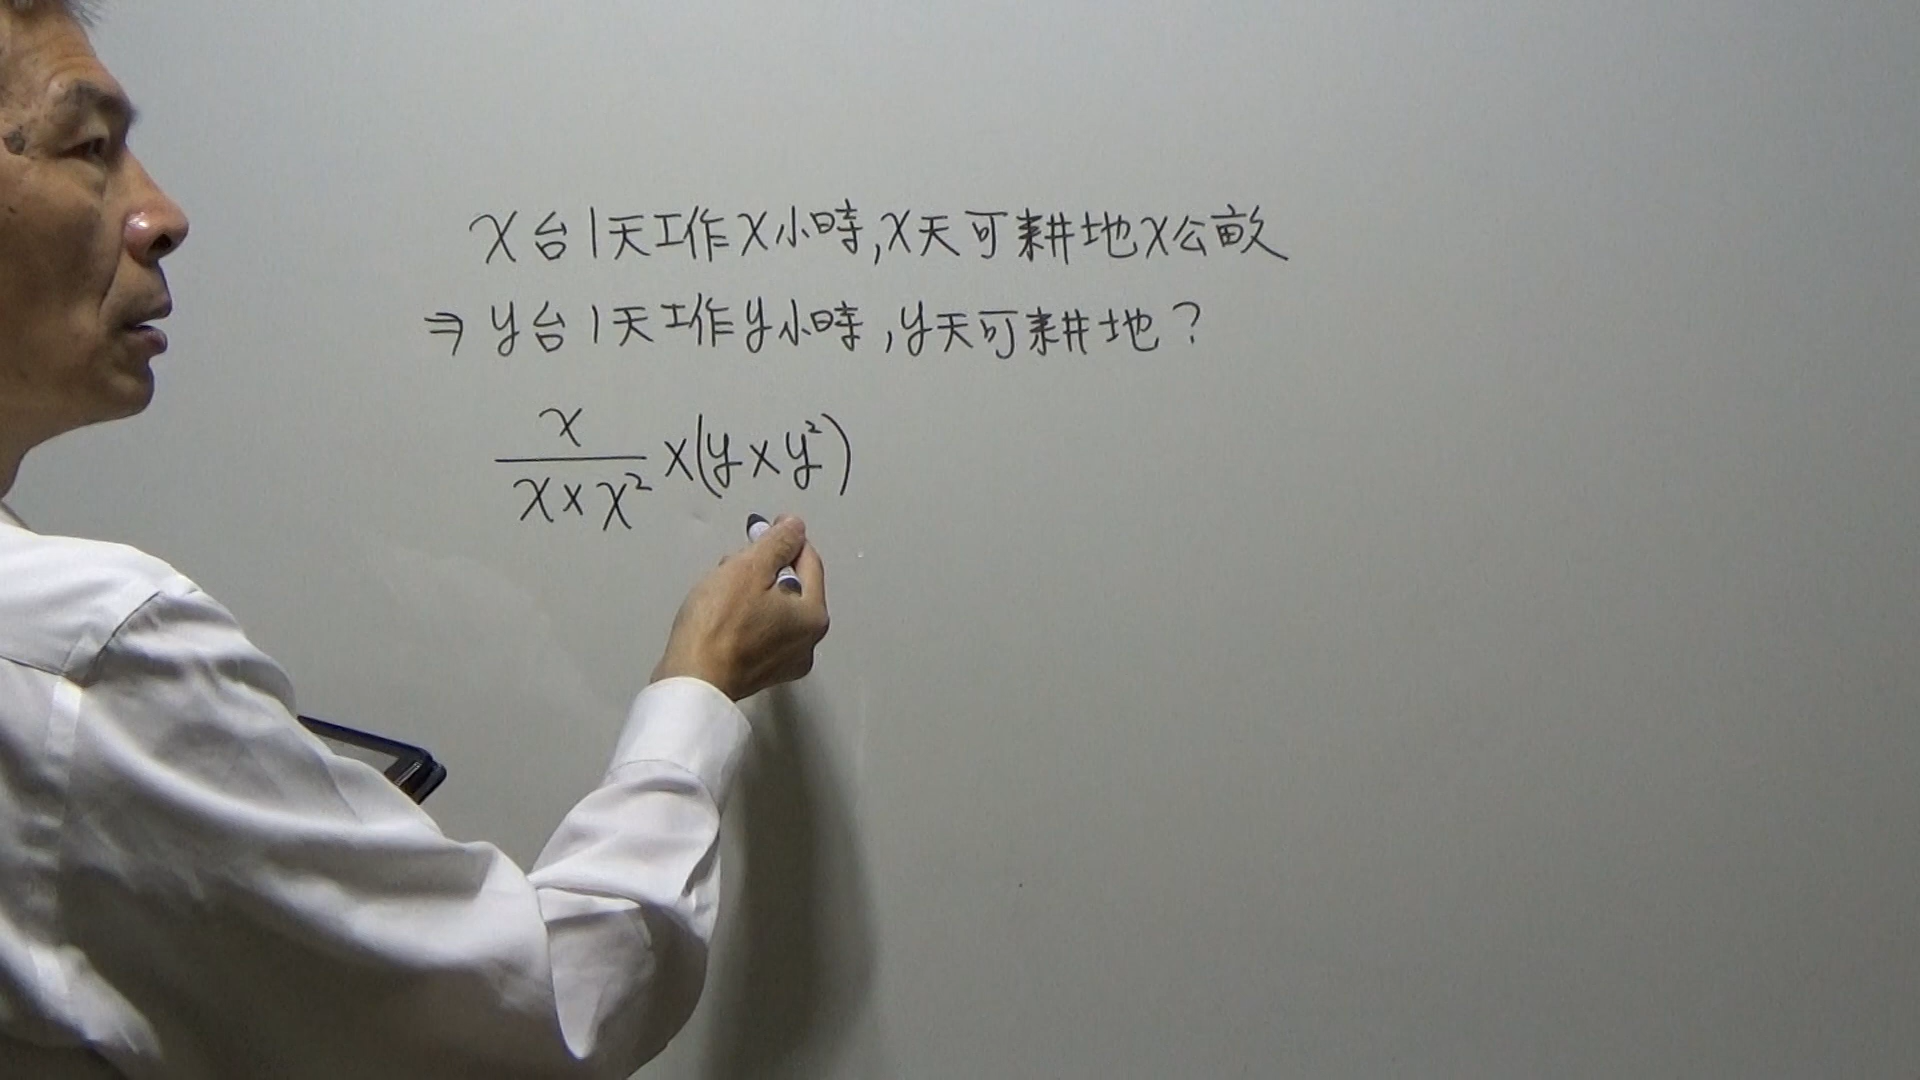 x台1天工作x小時,x天可耕地x公畝
⇒ y台1天工作y小時,y天可耕地?
x/(x×x²) ×(y×y²)